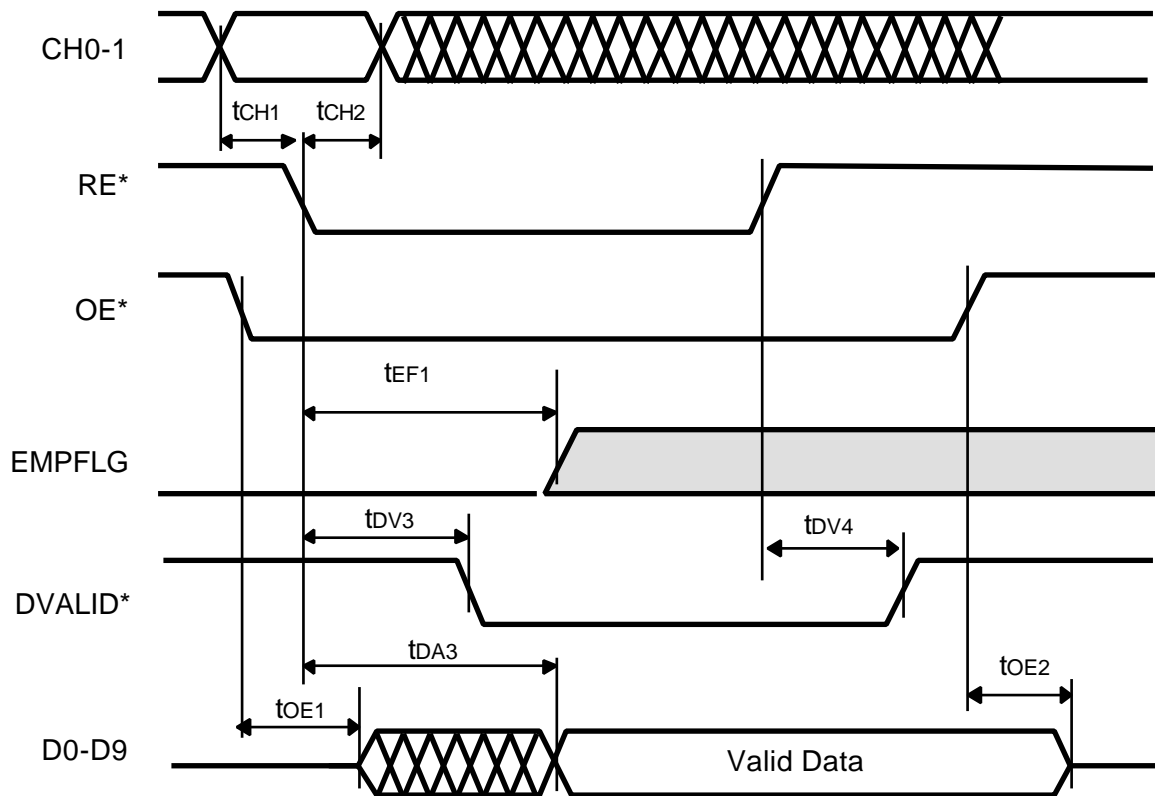 CH0-1
tCH1
tCH2
RE*
OE*
tEF1
EMPFLG
tDV3
tDV4
DVALID*
tDA3
tOE2
tOE1
D0-D9
Valid Data